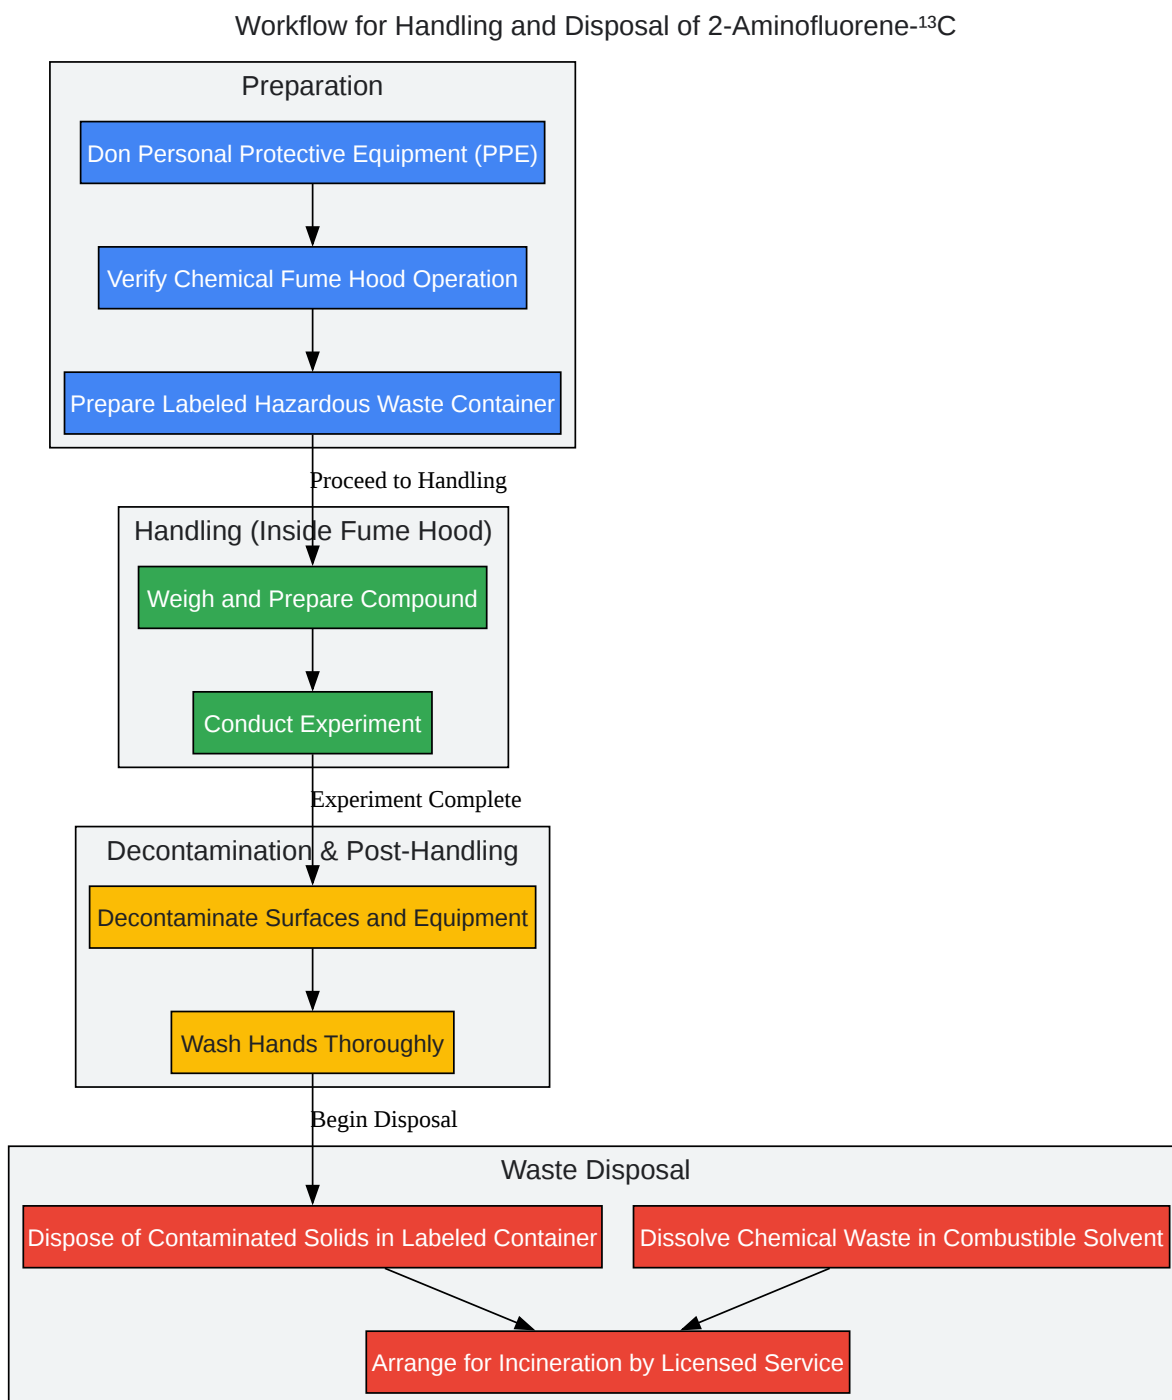 Workflow for Handling and Disposal of 2-Aminofluorene-¹³C
Preparation
Don Personal Protective Equipment (PPE)
Verify Chemical Fume Hood Operation
Prepare Labeled Hazardous Waste Container
Proceed to Handling
Handling (Inside Fume Hood)
Weigh and Prepare Compound
Conduct Experiment
Experiment Complete
Decontamination & Post-Handling
Decontaminate Surfaces and Equipment
Wash Hands Thoroughly
Begin Disposal
Waste Disposal
Dispose of Contaminated Solids in Labeled Container
Dissolve Chemical Waste in Combustible Solvent
Arrange for Incineration by Licensed Service